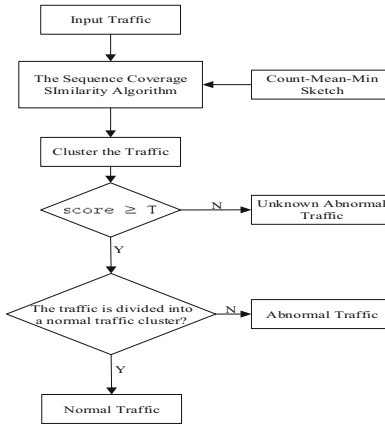 Input Traffic
The Sequence Coverage
SImilarity Algorithm
Count-Mean-Min
Sketch
Cluster the Traffic
score ≥ T
N
Unknown Abnormal
Traffic
Y
The traffic is divided into
a normal traffic cluster?
N
Abnormal Traffic
Y
Normal Traffic